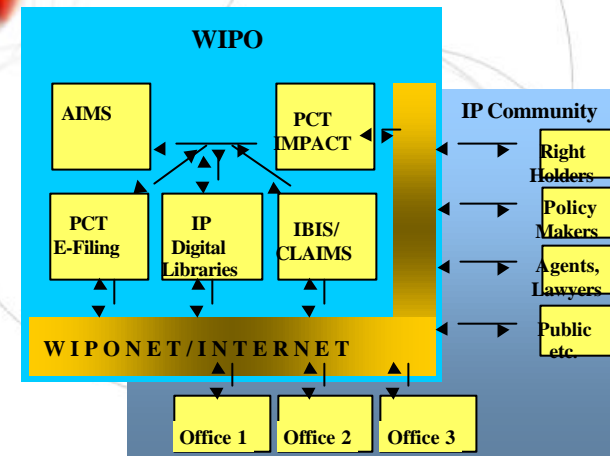 WIPO
AIMS
PCT
IMPACT
IP Community
Right
Holders
PCT
E-Filing
IP
Digital
Libraries
IBIS/
CLAIMS
Policy
Makers
Agents,
Lawyers
WIPONET/INTERNET
Public
etc.
Office 1
Office 2
Office 3